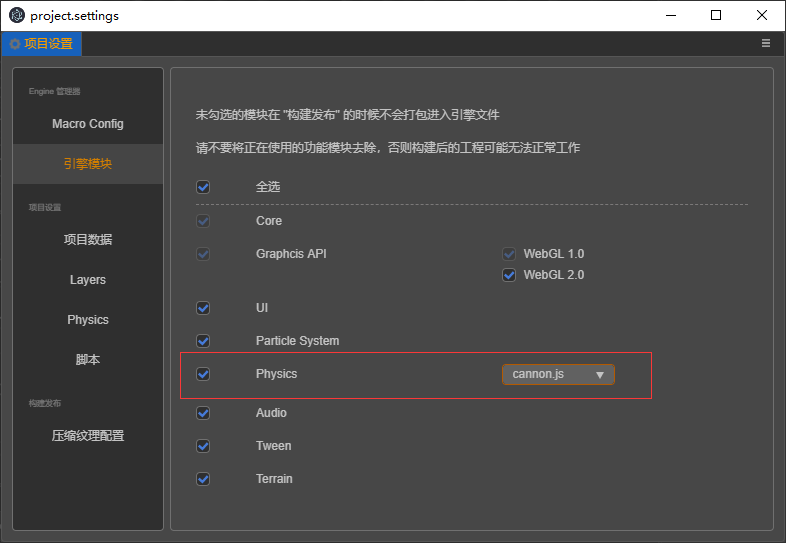 project.settings
项目设置
Engine 管理器
Macro Config
引擎模块
项目设置
项目数据
Layers
Physics
脚本
构建发布
压缩纹理配置
未勾选的模块在 "构建发布" 的时候不会打包进入引擎文件
请不要将正在使用的功能模块去除，否则构建后的工程可能无法正常工作
全选
Core
Graphcis API
WebGL 1.0
WebGL 2.0
UI
Particle System
Physics
cannon.js
Audio
Tween
Terrain